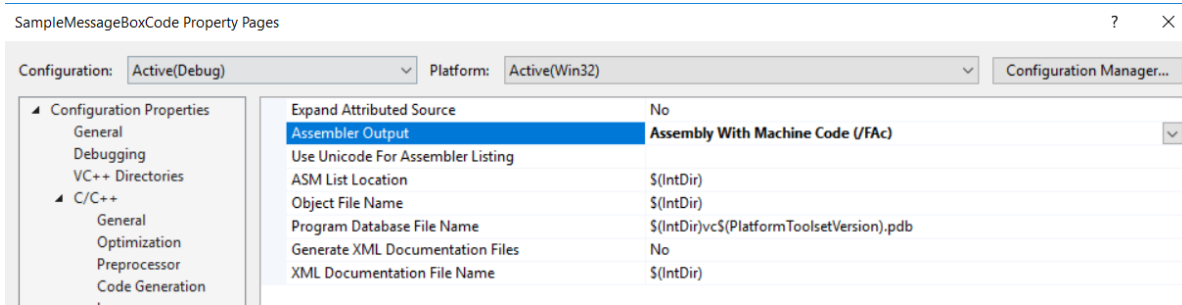 SampleMessageBoxCode Property Pages ? ×
Configuration: Active(Debug) Platform: Active(Win32) Configuration Manager...
Configuration Properties
General
Debugging
VC++ Directories
C/C++
General
Optimization
Preprocessor
Code Generation
Expand Attributed Source No
Assembler Output Assembly With Machine Code (/FAc)
Use Unicode For Assembler Listing
ASM List Location $(IntDir)
Object File Name $(IntDir)
Program Database File Name $(IntDir)vc$(PlatformToolsetVersion).pdb
Generate XML Documentation Files No
XML Documentation File Name $(IntDir)